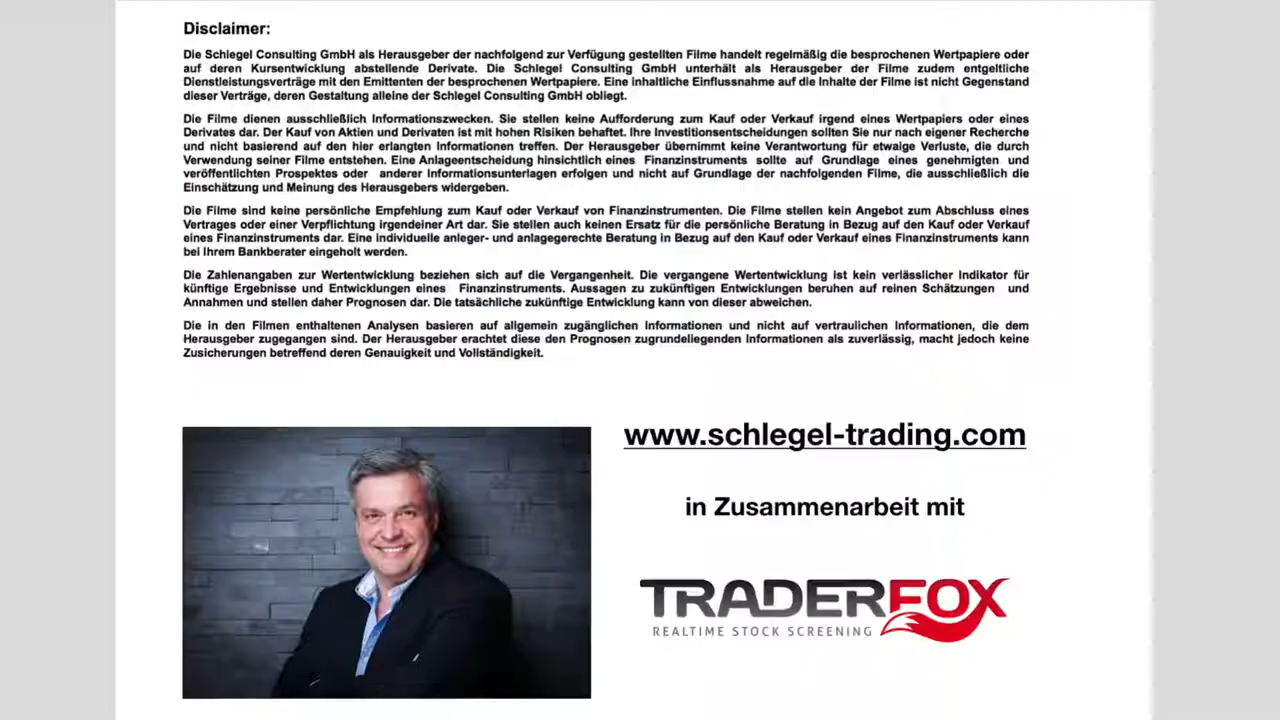 Disclaimer:
Die Schlegel Consulting GmbH als Herausgeber der nachfolgend zur Verfügung gestellten Filme handelt regelmäßig die besprochenen Wertpapiere oder
auf deren Kursentwicklung abstellende Derivate. Die Schlegel Consulting GmbH unterhält als Herausgeber der Filme zudem entgeltliche
Dienstleistungsverträge mit den Emittenten der besprochenen Wertpapiere. Eine inhaltliche Einflussnahme auf die Inhalte der Filme ist nicht Gegenstand
dieser Verträge, deren Gestaltung alleine der Schlegel Consulting GmbH obliegt.
Die Filme dienen ausschließlich Informationszwecken. Sie stellen keine Aufforderung zum Kauf oder Verkauf irgend eines Wertpapiers oder eines
Derivates dar. Der Kauf von Aktien und Derivaten ist mit hohen Risiken behaftet. Ihre Investitionsentscheidungen sollten Sie nur nach eigener Recherche
und nicht basierend auf den hier erlangten Informationen treffen. Der Herausgeber übernimmt keine Verantwortung für etwaige Verluste, die durch
Verwendung seiner Filme entstehen. Eine Anlageentscheidung hinsichtlich eines Finanzinstruments sollte auf Grundlage eines genehmigten und
veröffentlichten Prospektes oder anderer Informationsunterlagen erfolgen und nicht auf Grundlage der nachfolgenden Filme, die ausschließlich die
Einschätzung und Meinung des Herausgebers widergeben.
Die Filme sind keine persönliche Empfehlung zum Kauf oder Verkauf von Finanzinstrumenten. Die Filme stellen kein Angebot zum Abschluss eines
Vertrages oder einer Verpflichtung irgendeiner Art dar. Sie stellen auch keinen Ersatz für die persönliche Beratung in Bezug auf den Kauf oder Verkauf
eines Finanzinstruments dar. Eine individuelle anleger- und anlagegerechte Beratung in Bezug auf den Kauf oder Verkauf eines Finanzinstruments kann
bei Ihrem Bankberater eingeholt werden.
Die Zahlenangaben zur Wertentwicklung beziehen sich auf die Vergangenheit. Die vergangene Wertentwicklung ist kein verlässlicher Indikator für
künftige Ergebnisse und Entwicklungen eines Finanzinstruments. Aussagen zu zukünftigen Entwicklungen beruhen auf reinen Schätzungen und
Annahmen und stellen daher Prognosen dar. Die tatsächliche zukünftige Entwicklung kann von dieser abweichen.
Die in den Filmen enthaltenen Analysen basieren auf allgemein zugänglichen Informationen und nicht auf vertraulichen Informationen, die dem
Herausgeber zugegangen sind. Der Herausgeber erachtet diese den Prognosen zugrundeliegenden Informationen als zuverlässig, macht jedoch keine
Zusicherungen betreffend deren Genauigkeit und Vollständigkeit.
www.schlegel-trading.com
in Zusammenarbeit mit
TRADERFOX
REALTIME STOCK SCREENING